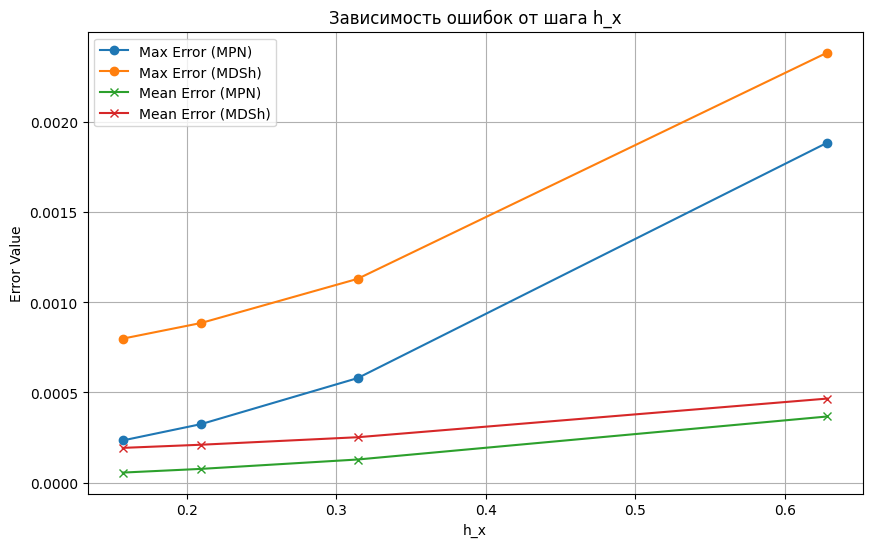 Зависимость ошибок от шага h_x
Max Error (MPN)
Max Error (MDSh)
Mean Error (MPN)
Mean Error (MDSh)
Error Value
0.0020
0.0015
0.0010
0.0005
0.0000
0.2
0.3
0.4
0.5
0.6
h_x